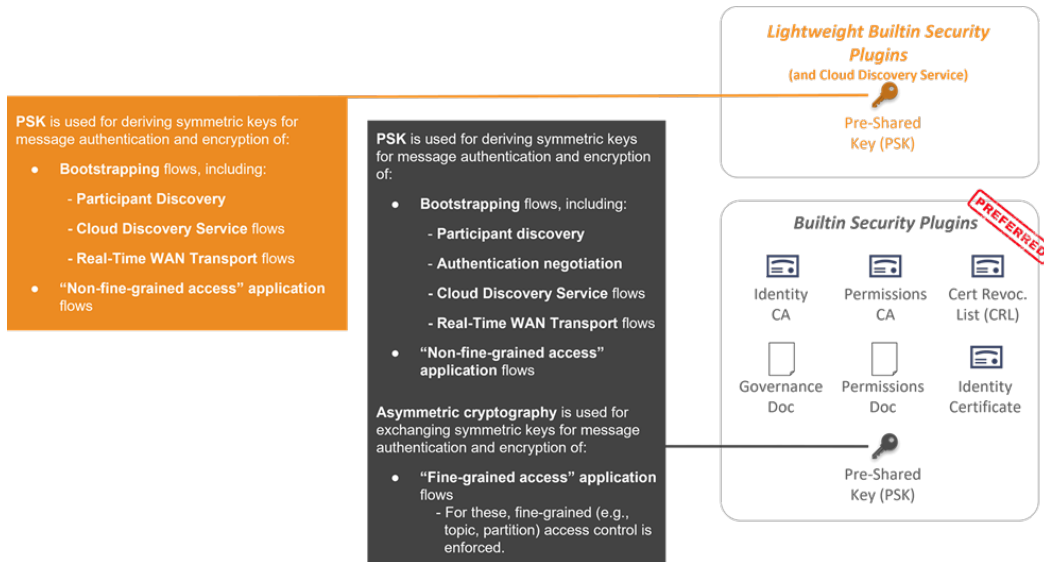 Lightweight Builtin Security
Plugins
(and Cloud Discovery Service)
Pre-Shared
Key (PSK)
PSK is used for deriving symmetric keys for
message authentication and encryption of:
● Bootstrapping flows, including:
- Participant Discovery
- Cloud Discovery Service flows
- Real-Time WAN Transport flows
● “Non-fine-grained access” application
flows
PSK is used for deriving symmetric keys
for message authentication and encryption
of:
● Bootstrapping flows, including:
- Participant discovery
- Authentication negotiation
- Cloud Discovery Service flows
- Real-Time WAN Transport flows
● “Non-fine-grained access”
application flows
Asymmetric cryptography is used for
exchanging symmetric keys for message
authentication and encryption of:
● “Fine-grained access” application
flows
- For these, fine-grained (e.g.,
topic, partition) access control is
enforced.
PREFERRED
Builtin Security Plugins
Identity
CA
Permissions
CA
Cert Revoc.
List (CRL)
Governance
Doc
Permissions
Doc
Identity
Certificate
Pre-Shared
Key (PSK)